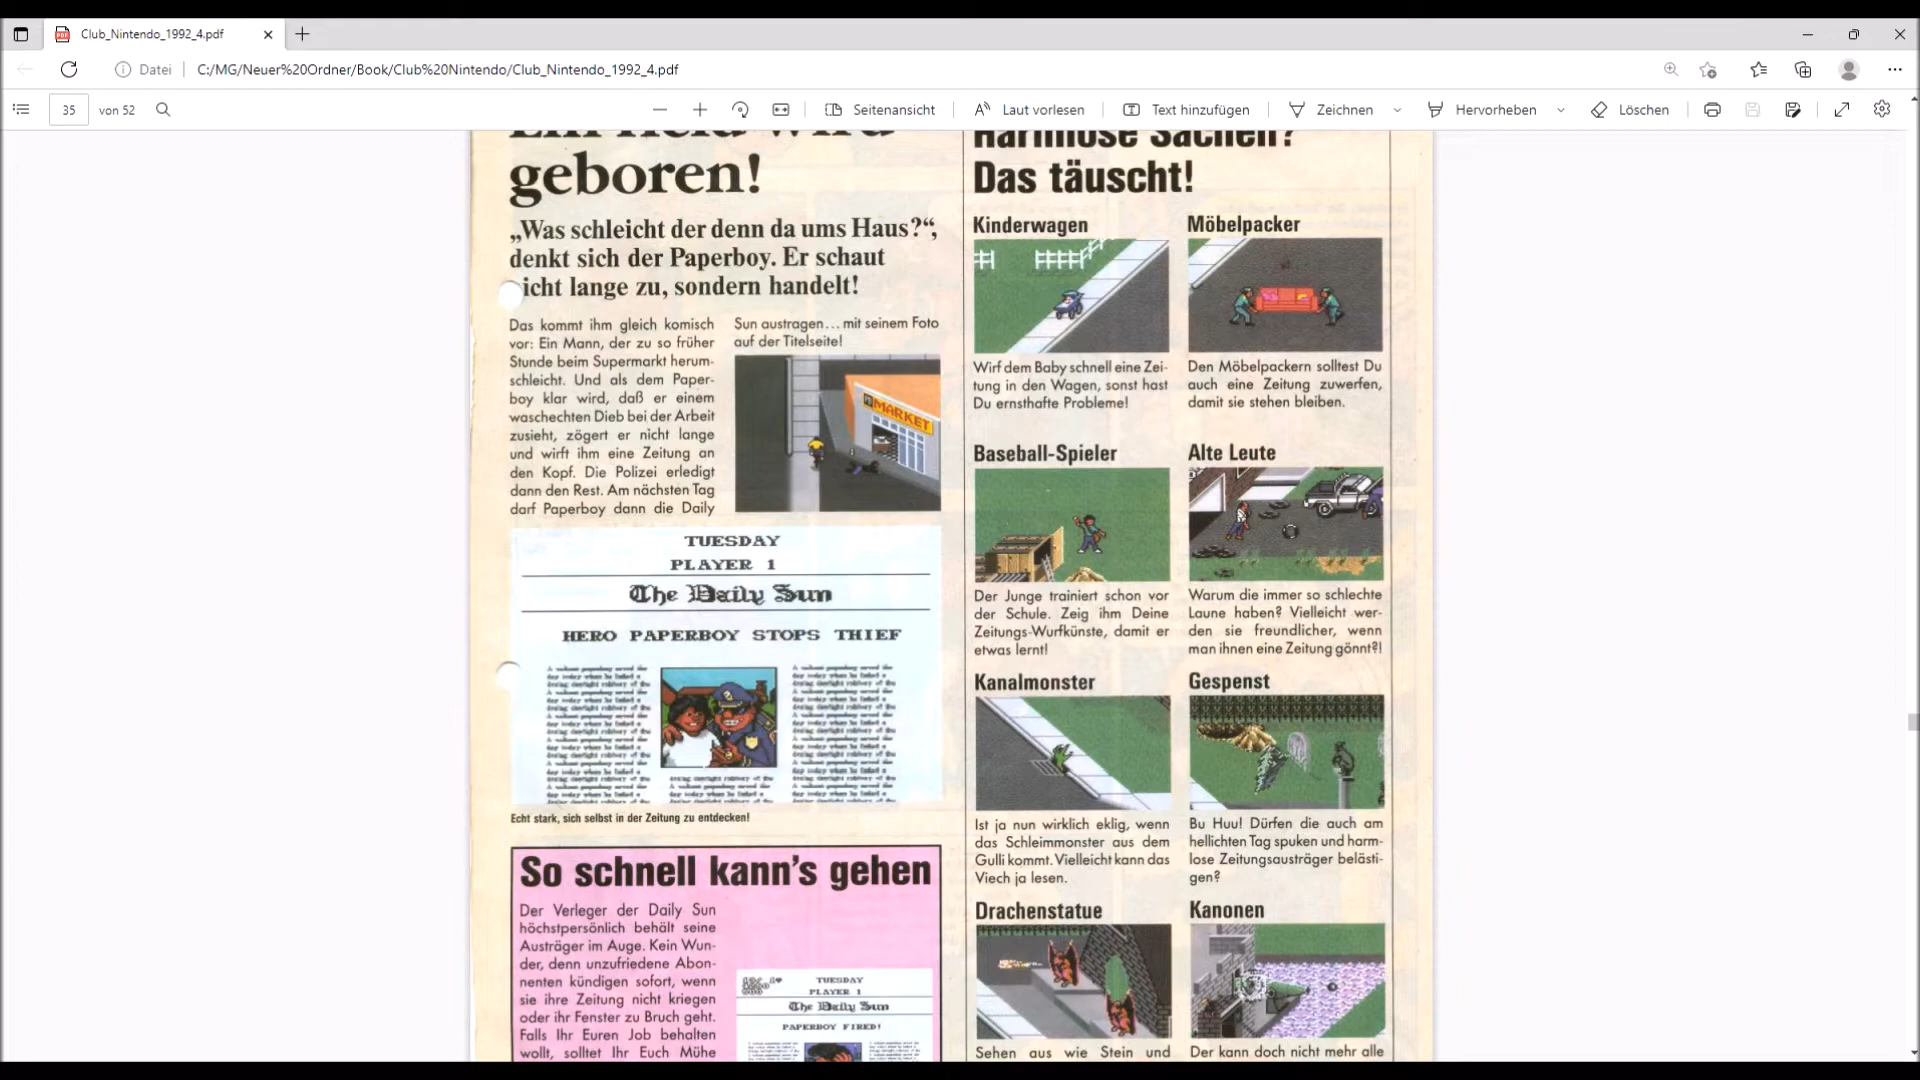 Club_Nintendo_1992_4.pdf
Datei
C:/MG/Neuer%20Ordner/Book/Club%20Nintendo/Club_Nintendo_1992_4.pdf
35
von 52
Seitenansicht
Laut vorlesen
Text hinzufügen
Zeichnen
Hervorheben
Löschen
Ein Held wird
geboren!
„Was schleicht der denn da ums Haus?“,
denkt sich der Paperboy. Er schaut
icht lange zu, sondern handelt!
Das kommt ihm gleich komisch
vor: Ein Mann, der zu so früher
Stunde beim Supermarkt herum-
schleicht. Und als dem Paper-
boy klar wird, daß er einem
waschechten Dieb bei der Arbeit
zusieht, zögert er nicht lange
und wirft ihm eine Zeitung an
den Kopf. Die Polizei erledigt
dann den Rest. Am nächsten Tag
darf Paperboy dann die Daily
Sun austragen... mit seinem Foto
auf der Titelseite!
MARKET
TUESDAY
PLAYER 1
The Daily Sun
HERO PAPERBOY STOPS THIEF
Echt stark, sich selbst in der Zeitung zu entdecken!
So schnell kann's gehen
Der Verleger der Daily Sun
höchstpersönlich behält seine
Austräger im Auge. Kein Wun-
der, denn unzufriedene Abon-
nenten kündigen sofort, wenn
sie ihre Zeitung nicht kriegen
oder ihr Fenster zu Bruch geht.
Falls Ihr Euren Job behalten
wollt, solltet Ihr Euch Mühe
TUESDAY
PLAYER 1
The Daily Sun
PAPERBOY FIRED!
Harmlose Sachen?
Das täuscht!
Kinderwagen
Wirf dem Baby schnell eine Zei-
tung in den Wagen, sonst hast
Du ernsthafte Probleme!
Möbelpacker
Den Möbelpackern solltest Du
auch eine Zeitung zuwerfen,
damit sie stehen bleiben.
Baseball-Spieler
Der Junge trainiert schon vor
der Schule. Zeig ihm Deine
Zeitungs-Wurfkünste, damit er
etwas lernt!
Alte Leute
Warum die immer so schlechte
Laune haben? Vielleicht wer-
den sie freundlicher, wenn
man ihnen eine Zeitung gönnt?!
Kanalmonster
Ist ja nun wirklich eklig, wenn
das Schleimmonster aus dem
Gulli kommt. Vielleicht kann das
Viech ja lesen.
Gespenst
Bu Huu! Dürfen die auch am
hellichten Tag spuken und harm-
lose Zeitungsausträger belästi-
gen?
Drachenstatue
Sehen aus wie Stein und
Kanonen
Der kann doch nicht mehr alle